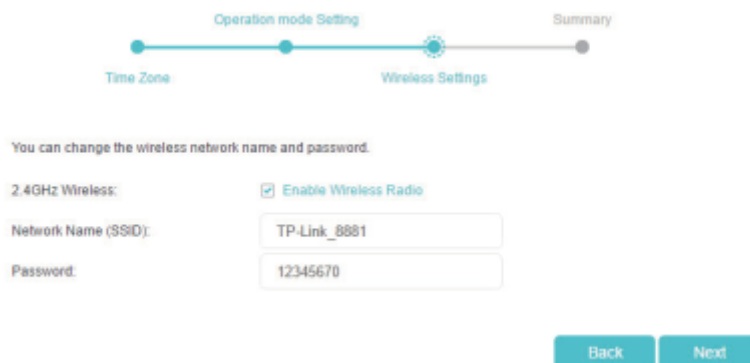 Operation mode Setting
Summary
Time Zone
Wireless Settings
You can change the wireless network name and password.
2.4GHz Wireless:
Enable Wireless Radio
Network Name (SSID):
TP-Link_8881
Password:
12345670
Back
Next